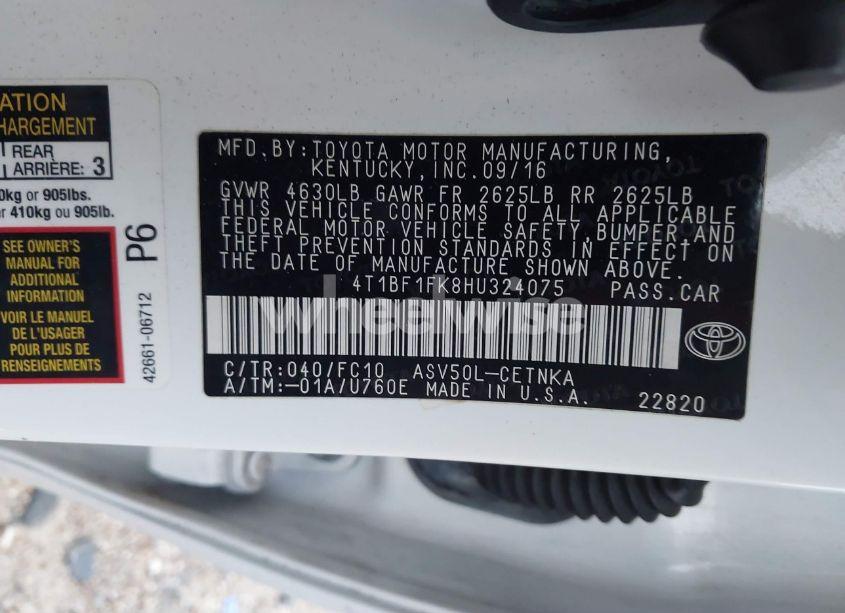 ATION
HARGEMENT
REAR
ARRIÈRE: 3
0kg or 905lbs.
r 410kg ou 905lb.
SEE OWNER'S
MANUAL FOR
ADDITIONAL
INFORMATION
VOIR LE MANUEL
DE L'USAGER
POUR PLUS DE
RENSEIGNEMENTS
P6
42661-06712
MFD. BY: TOYOTA MOTOR MANUFACTURING,
KENTUCKY, INC. 09/16
GVWR 4630LB GAWR FR 2625LB RR 2625LB
THIS VEHICLE CONFORMS TO ALL APPLICABLE
FEDERAL MOTOR VEHICLE SAFETY, BUMPER AND
THEFT PREVENTION STANDARDS IN EFFECT ON
THE DATE OF MANUFACTURE SHOWN ABOVE.
4T1BF1FK8HU324075 PASS.CAR
wheelwise
C/TR:040/FC10 ASV50L-CETNKA
A/TM:-01A/U760E MADE IN U.S.A. 22820